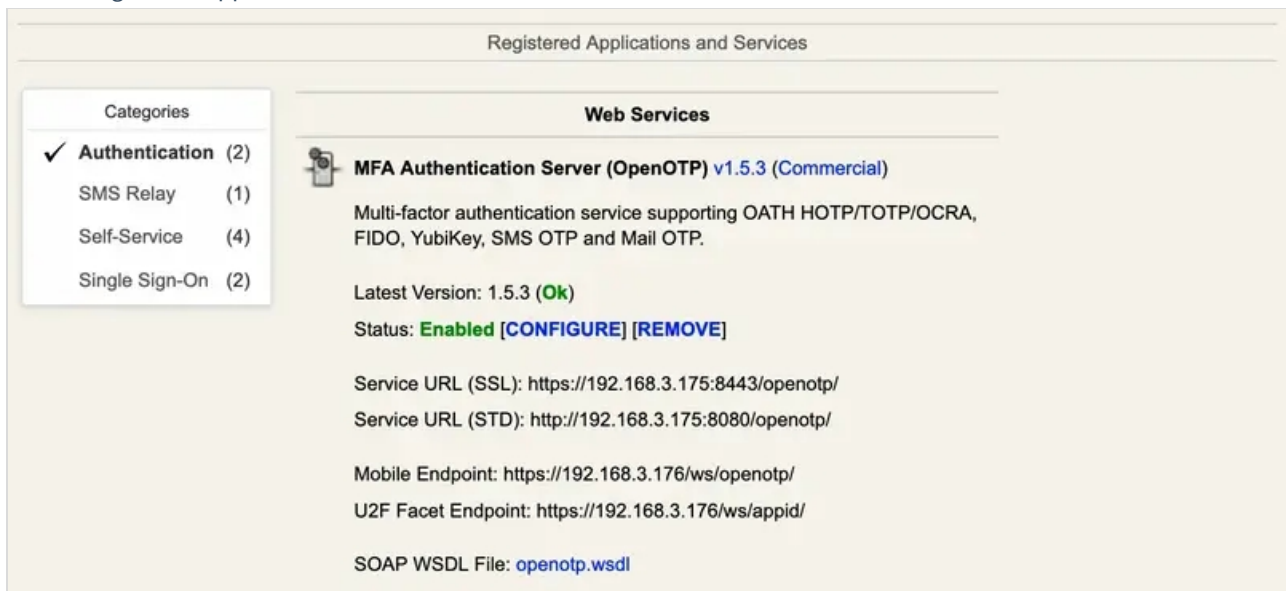 Registered Applications and Services
Categories
✓ Authentication (2)
SMS Relay (1)
Self-Service (4)
Single Sign-On (2)
Web Services
MFA Authentication Server (OpenOTP) v1.5.3 (Commercial)
Multi-factor authentication service supporting OATH HOTP/TOTP/OCRA,
FIDO, YubiKey, SMS OTP and Mail OTP.
Latest Version: 1.5.3 (Ok)
Status: Enabled [CONFIGURE] [REMOVE]
Service URL (SSL): https://192.168.3.175:8443/openotp/
Service URL (STD): http://192.168.3.175:8080/openotp/
Mobile Endpoint: https://192.168.3.176/ws/openotp/
U2F Facet Endpoint: https://192.168.3.176/ws/appid/
SOAP WSDL File: openotp.wsdl